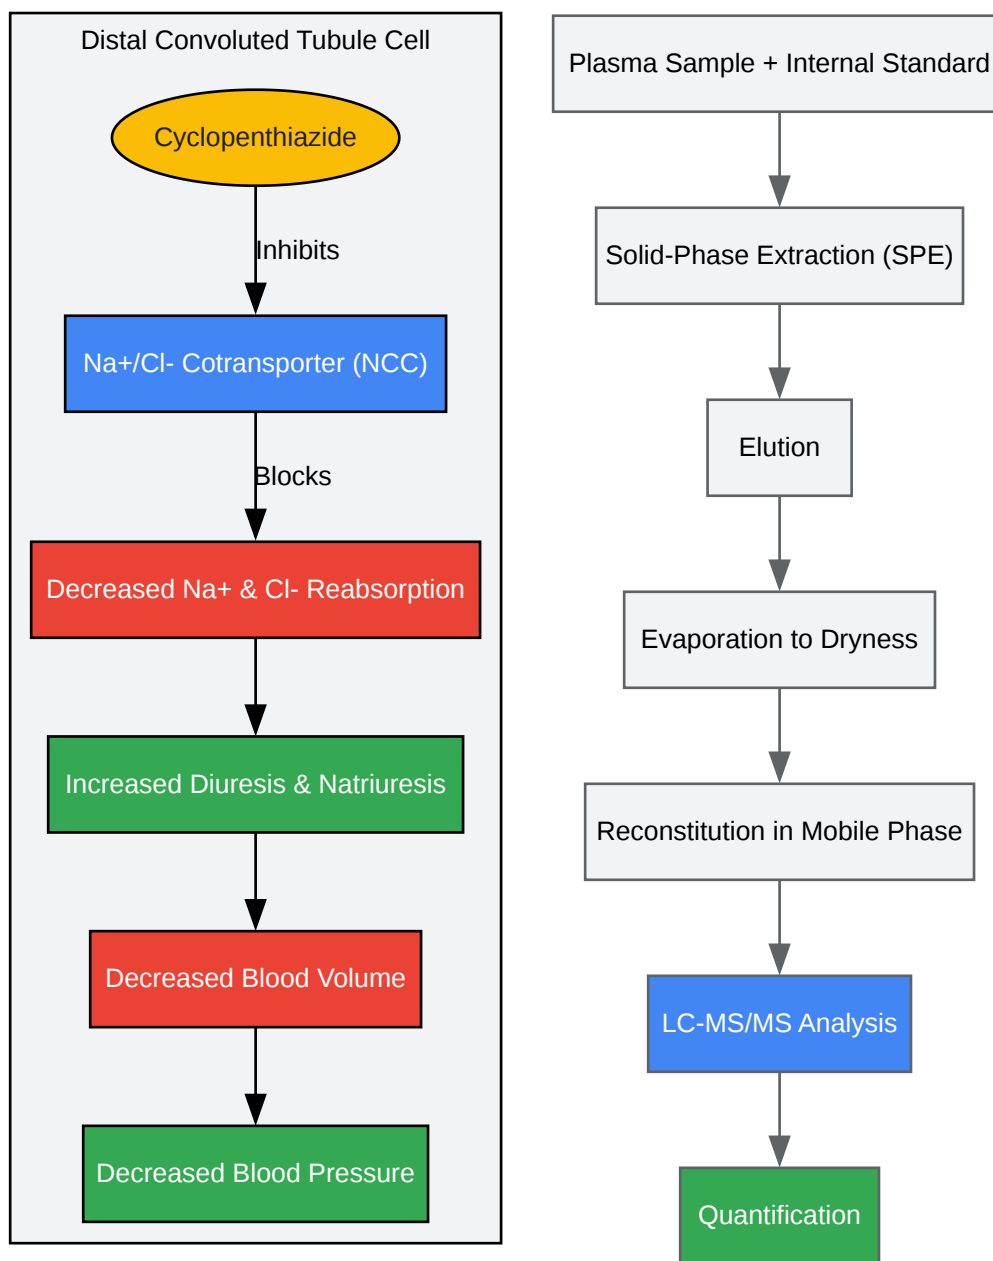 Distal Convoluted Tubule Cell
Cyclopenthiazide
Inhibits
Na+/Cl- Cotransporter (NCC)
Blocks
Decreased Na+ & Cl- Reabsorption
Increased Diuresis & Natriuresis
Decreased Blood Volume
Decreased Blood Pressure
Plasma Sample + Internal Standard
Solid-Phase Extraction (SPE)
Elution
Evaporation to Dryness
Reconstitution in Mobile Phase
LC-MS/MS Analysis
Quantification